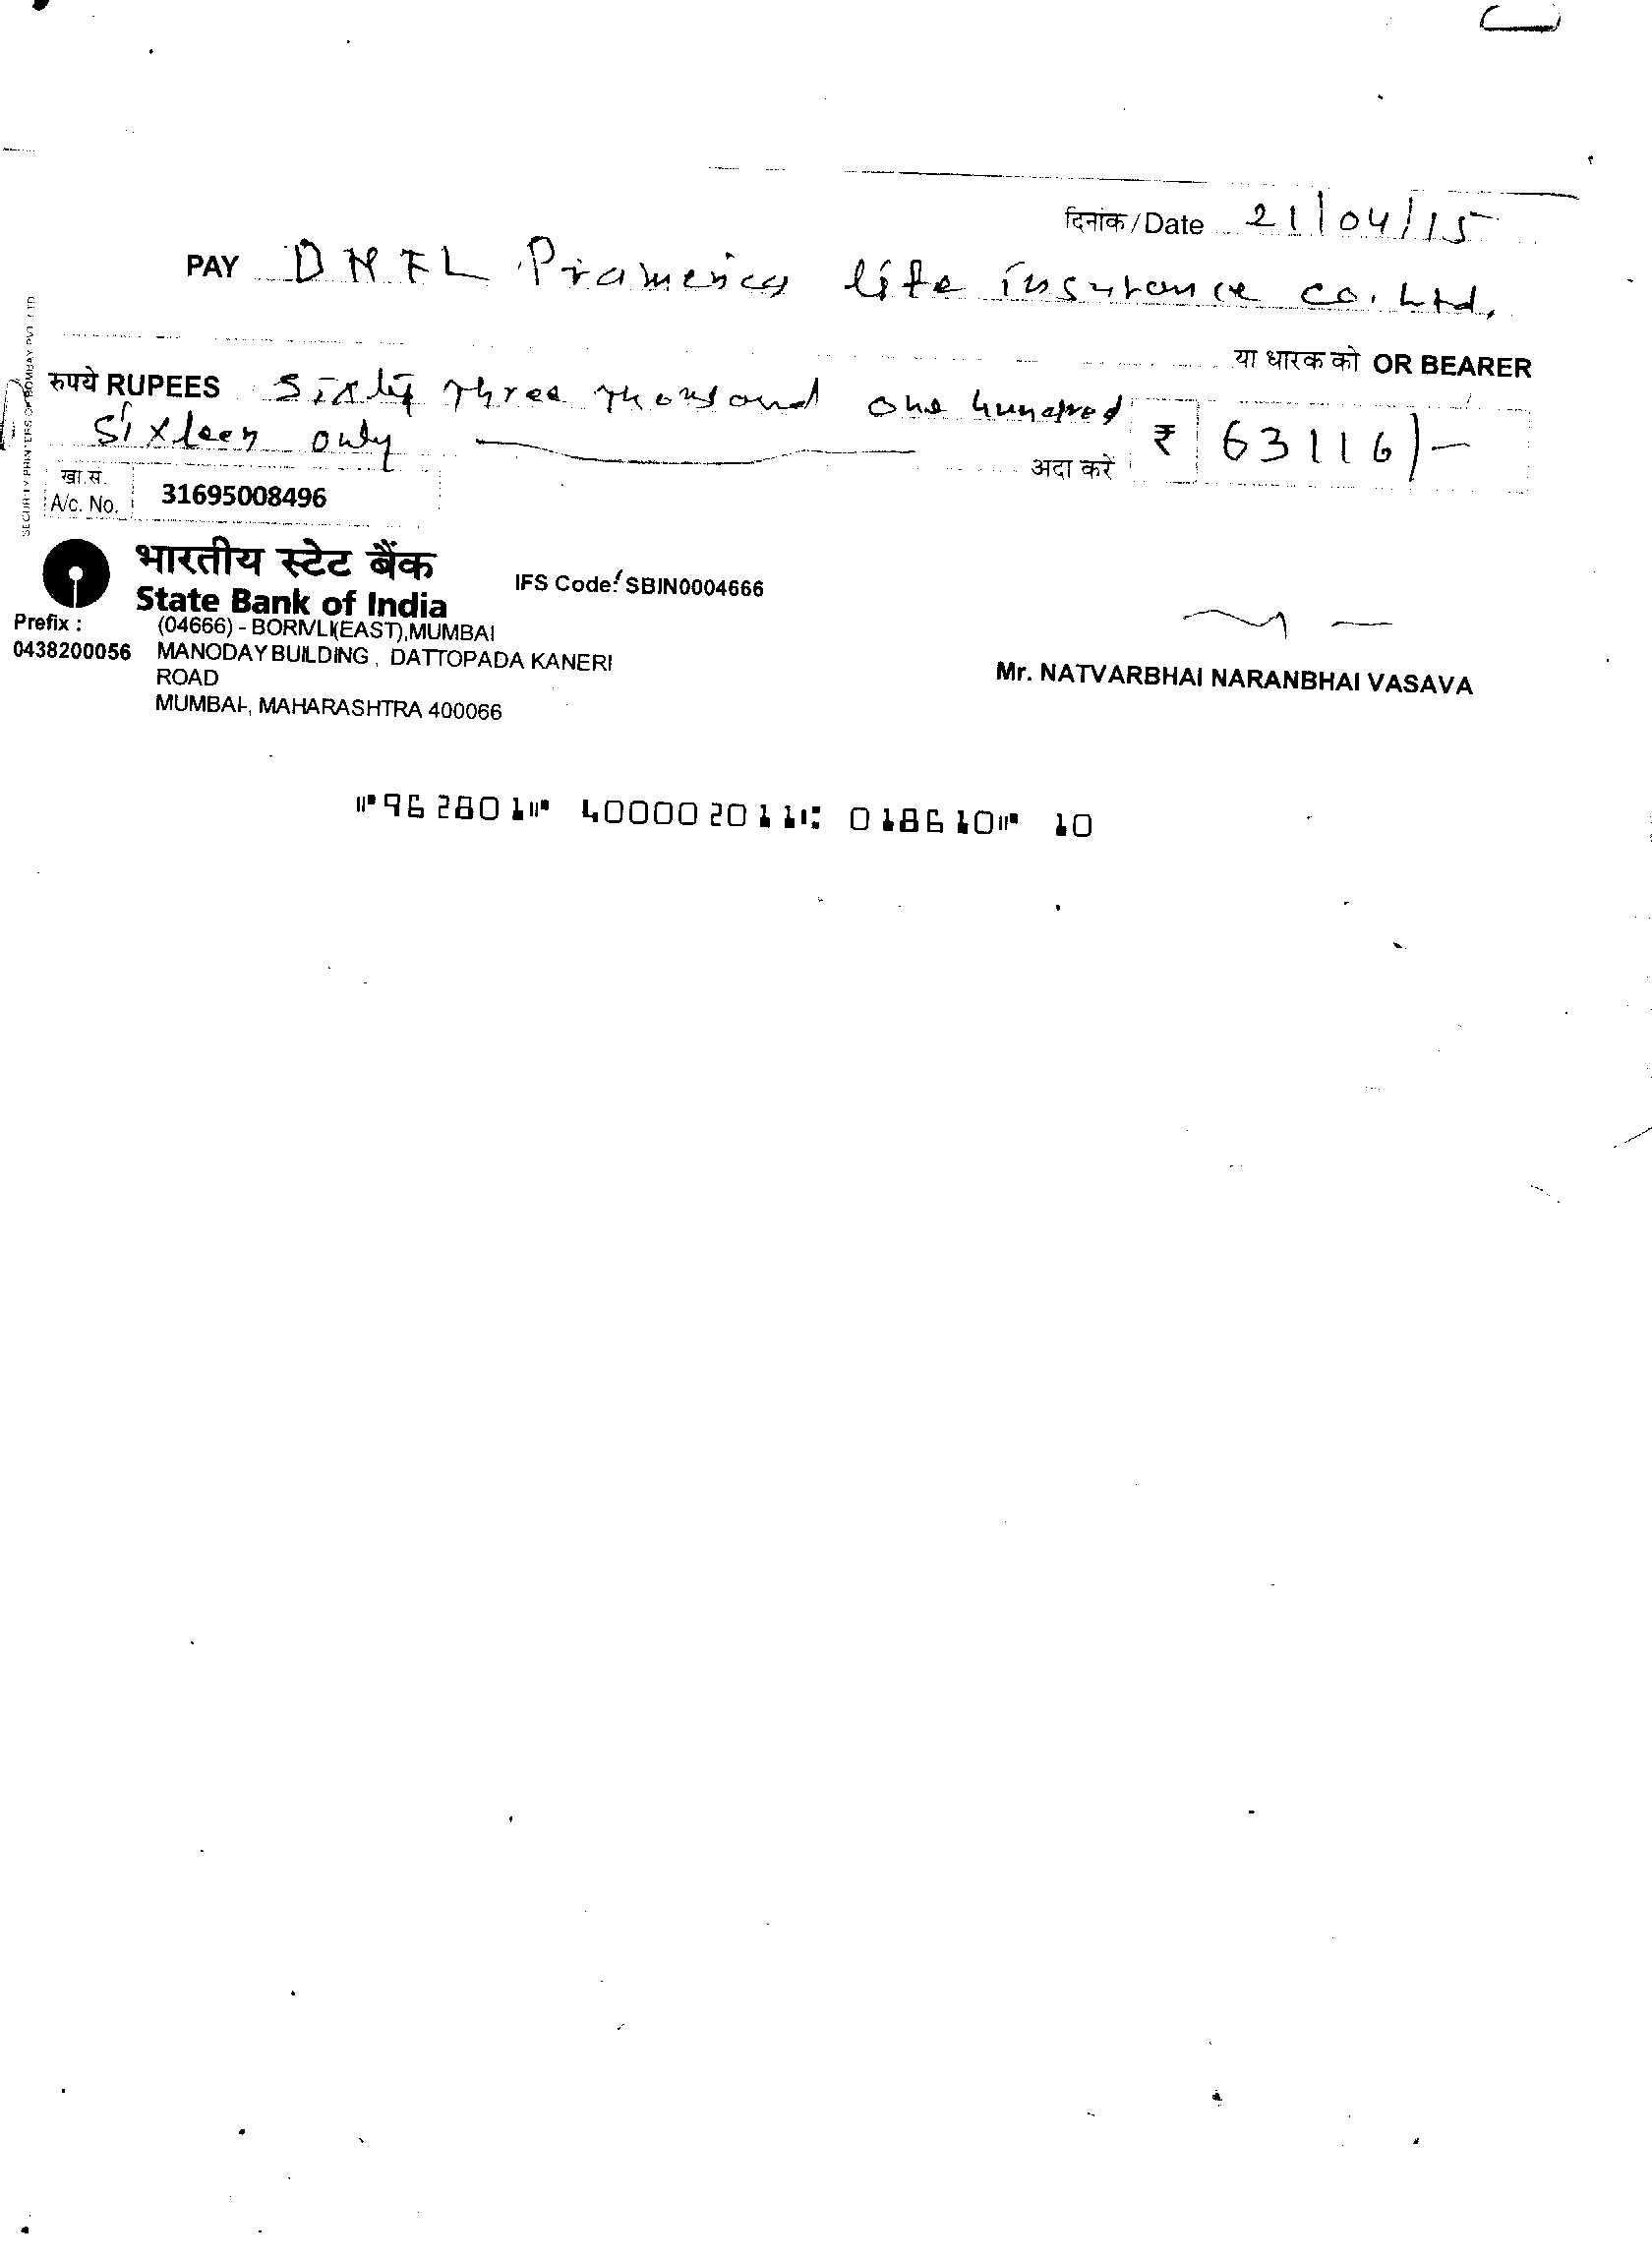 दिनांक / Date 21/04/15
PAY DHFL Pramerica life insurance co. Ltd.
या धारक को OR BEARER
रुपये RUPEES Sixty Three Thousand One hundred
Sixteen only
अदा करें ₹ 63116/-
खा.सं.
A/c. No. 31695008496
भारतीय स्टेट बैंक
State Bank of India
IFS Code: SBIN0004666
Prefix :
0438200056
(04666) - BORIVLI(EAST),MUMBAI
MANODAY BUILDING , DATTOPADA KANERI
ROAD
MUMBAI-, MAHARASHTRA 400066
Mr. NATVARBHAI NARANBHAI VASAVA
⑈962801⑈ 400002011⑆ 018610⑈ 10
SECURITY PRINTERS OF BOMBAY PVT. LTD.